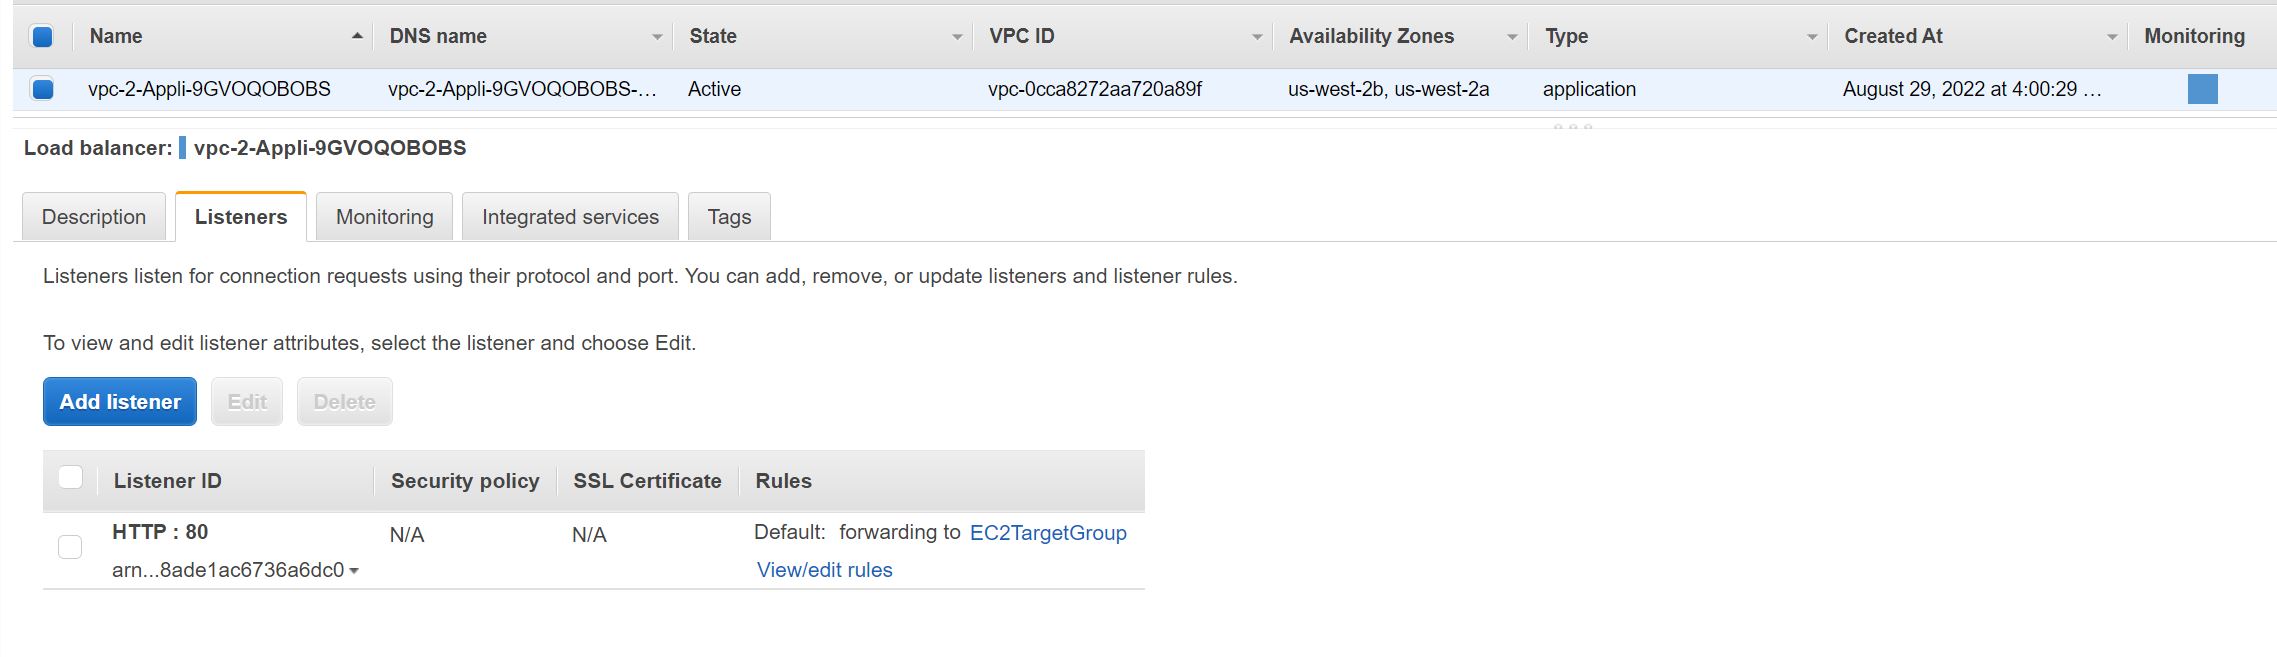 Name DNS name State VPC ID Availability Zones Type Created At Monitoring
vpc-2-Appli-9GVOQOBOBS vpc-2-Appli-9GVOQOBOBS-... Active vpc-0cca8272aa720a89f us-west-2b, us-west-2a application August 29, 2022 at 4:00:29 ...
Load balancer: vpc-2-Appli-9GVOQOBOBS
Description Listeners Monitoring Integrated services Tags
Listeners listen for connection requests using their protocol and port. You can add, remove, or update listeners and listener rules.
To view and edit listener attributes, select the listener and choose Edit.
Add listener Edit Delete
Listener ID Security policy SSL Certificate Rules
HTTP : 80 N/A N/A Default: forwarding to EC2TargetGroup
arn...8ade1ac6736a6dc0 View/edit rules